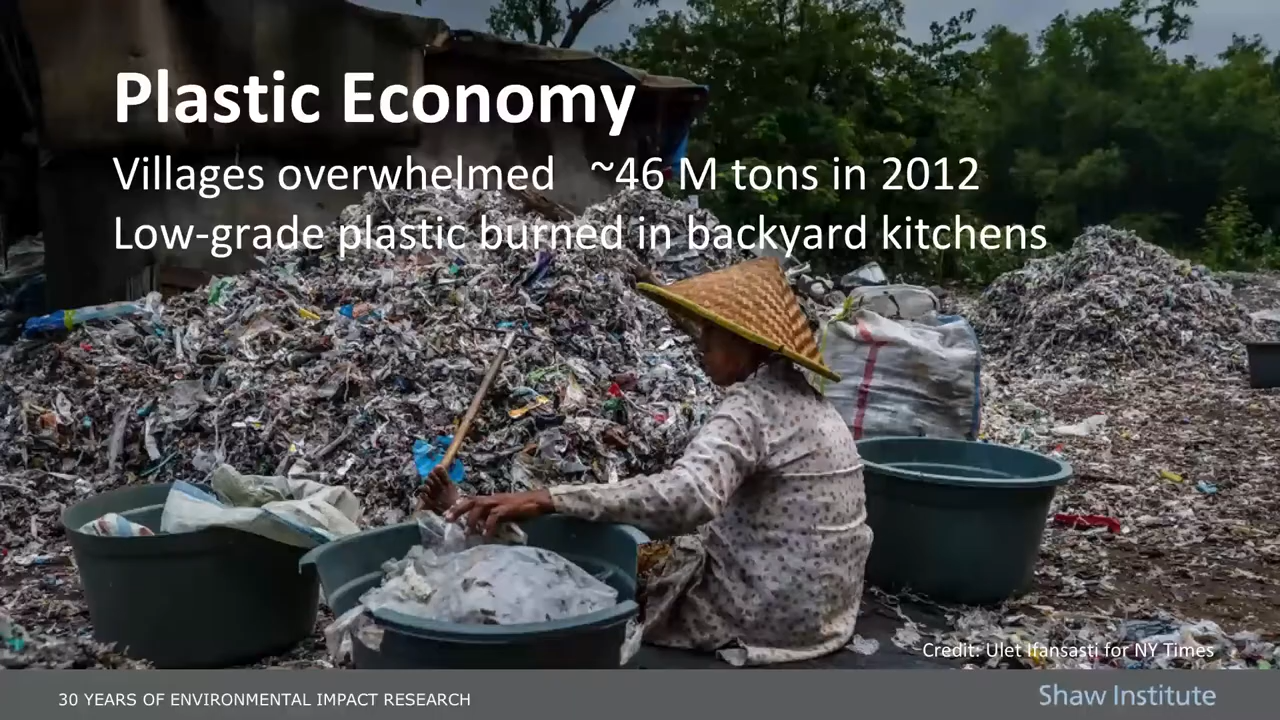 Plastic Economy
Villages overwhelmed ~46 M tons in 2012
Low-grade plastic burned in backyard kitchens
Credit: Ulet Ifansasti for NY Times
30 YEARS OF ENVIRONMENTAL IMPACT RESEARCH
Shaw Institute